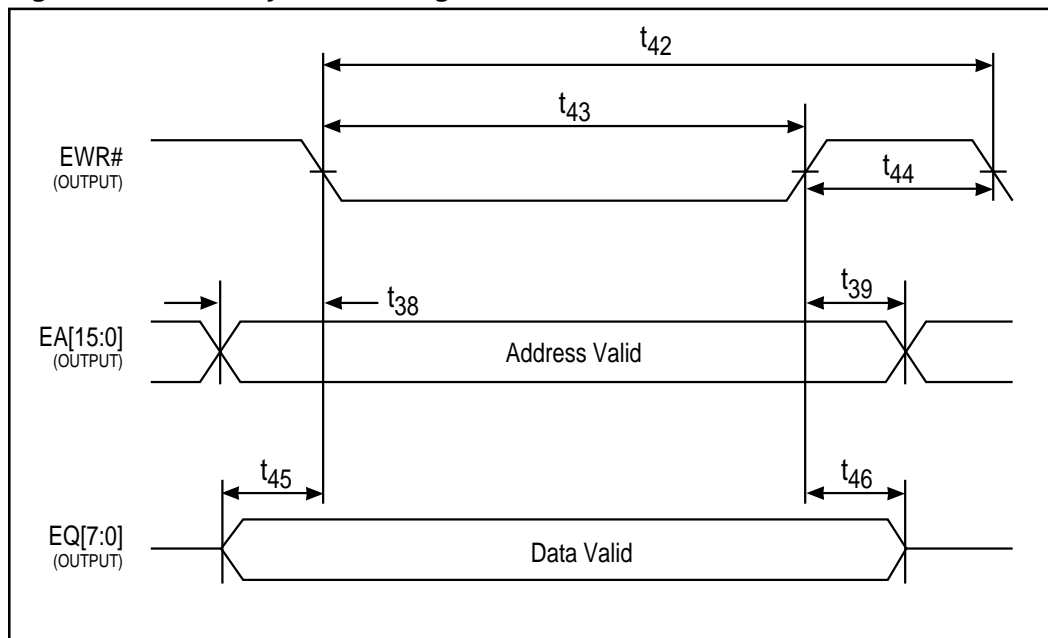 t42
t43
EWR#
(OUTPUT)
t44
t38
t39
EA[15:0]
(OUTPUT)
Address Valid
t45
t46
EQ[7:0]
(OUTPUT)
Data Valid